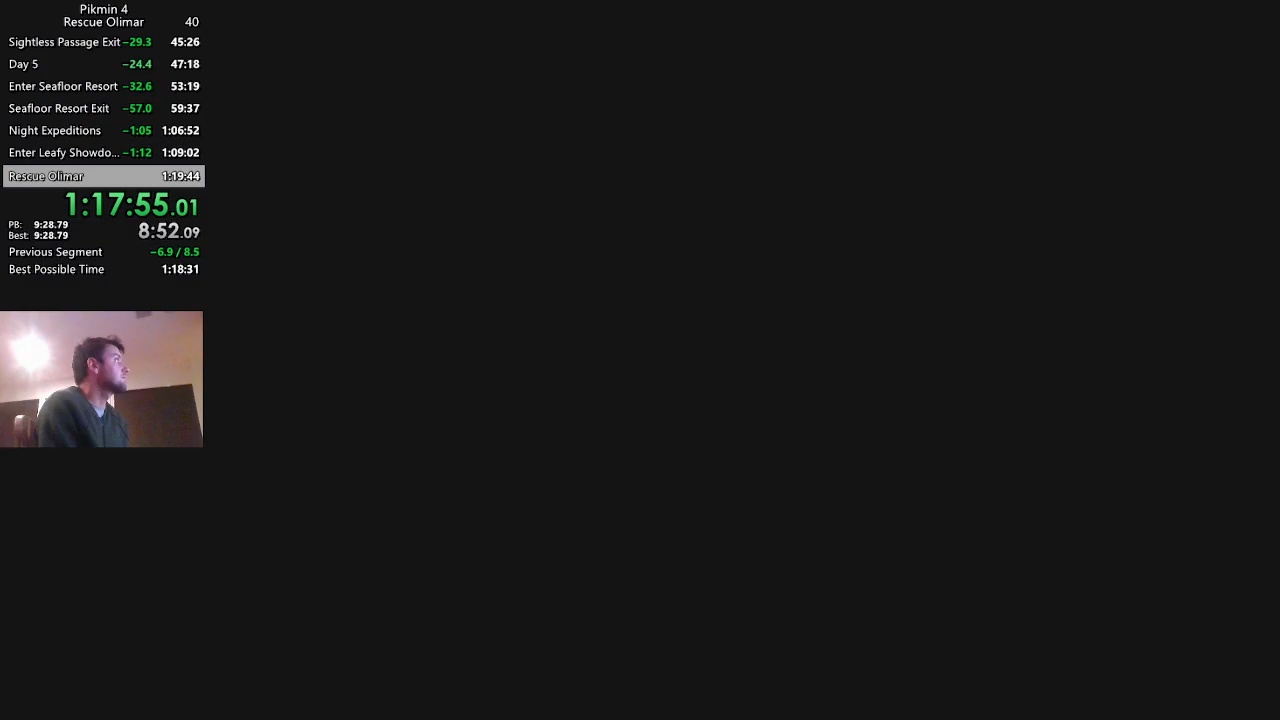 Pikmin 4
Rescue Olimar 40
Sightless Passage Exit −29.3 45:26
Day 5 −24.4 47:18
Enter Seafloor Resort −32.6 53:19
Seafloor Resort Exit −57.0 59:37
Night Expeditions −1:05 1:06:52
Enter Leafy Showdo... −1:12 1:09:02
Rescue Olimar 1:19:44
1:17:55.01
PB: 9:28.79
Best: 9:28.79
8:52.09
Previous Segment −6.9 / 8.5
Best Possible Time 1:18:31